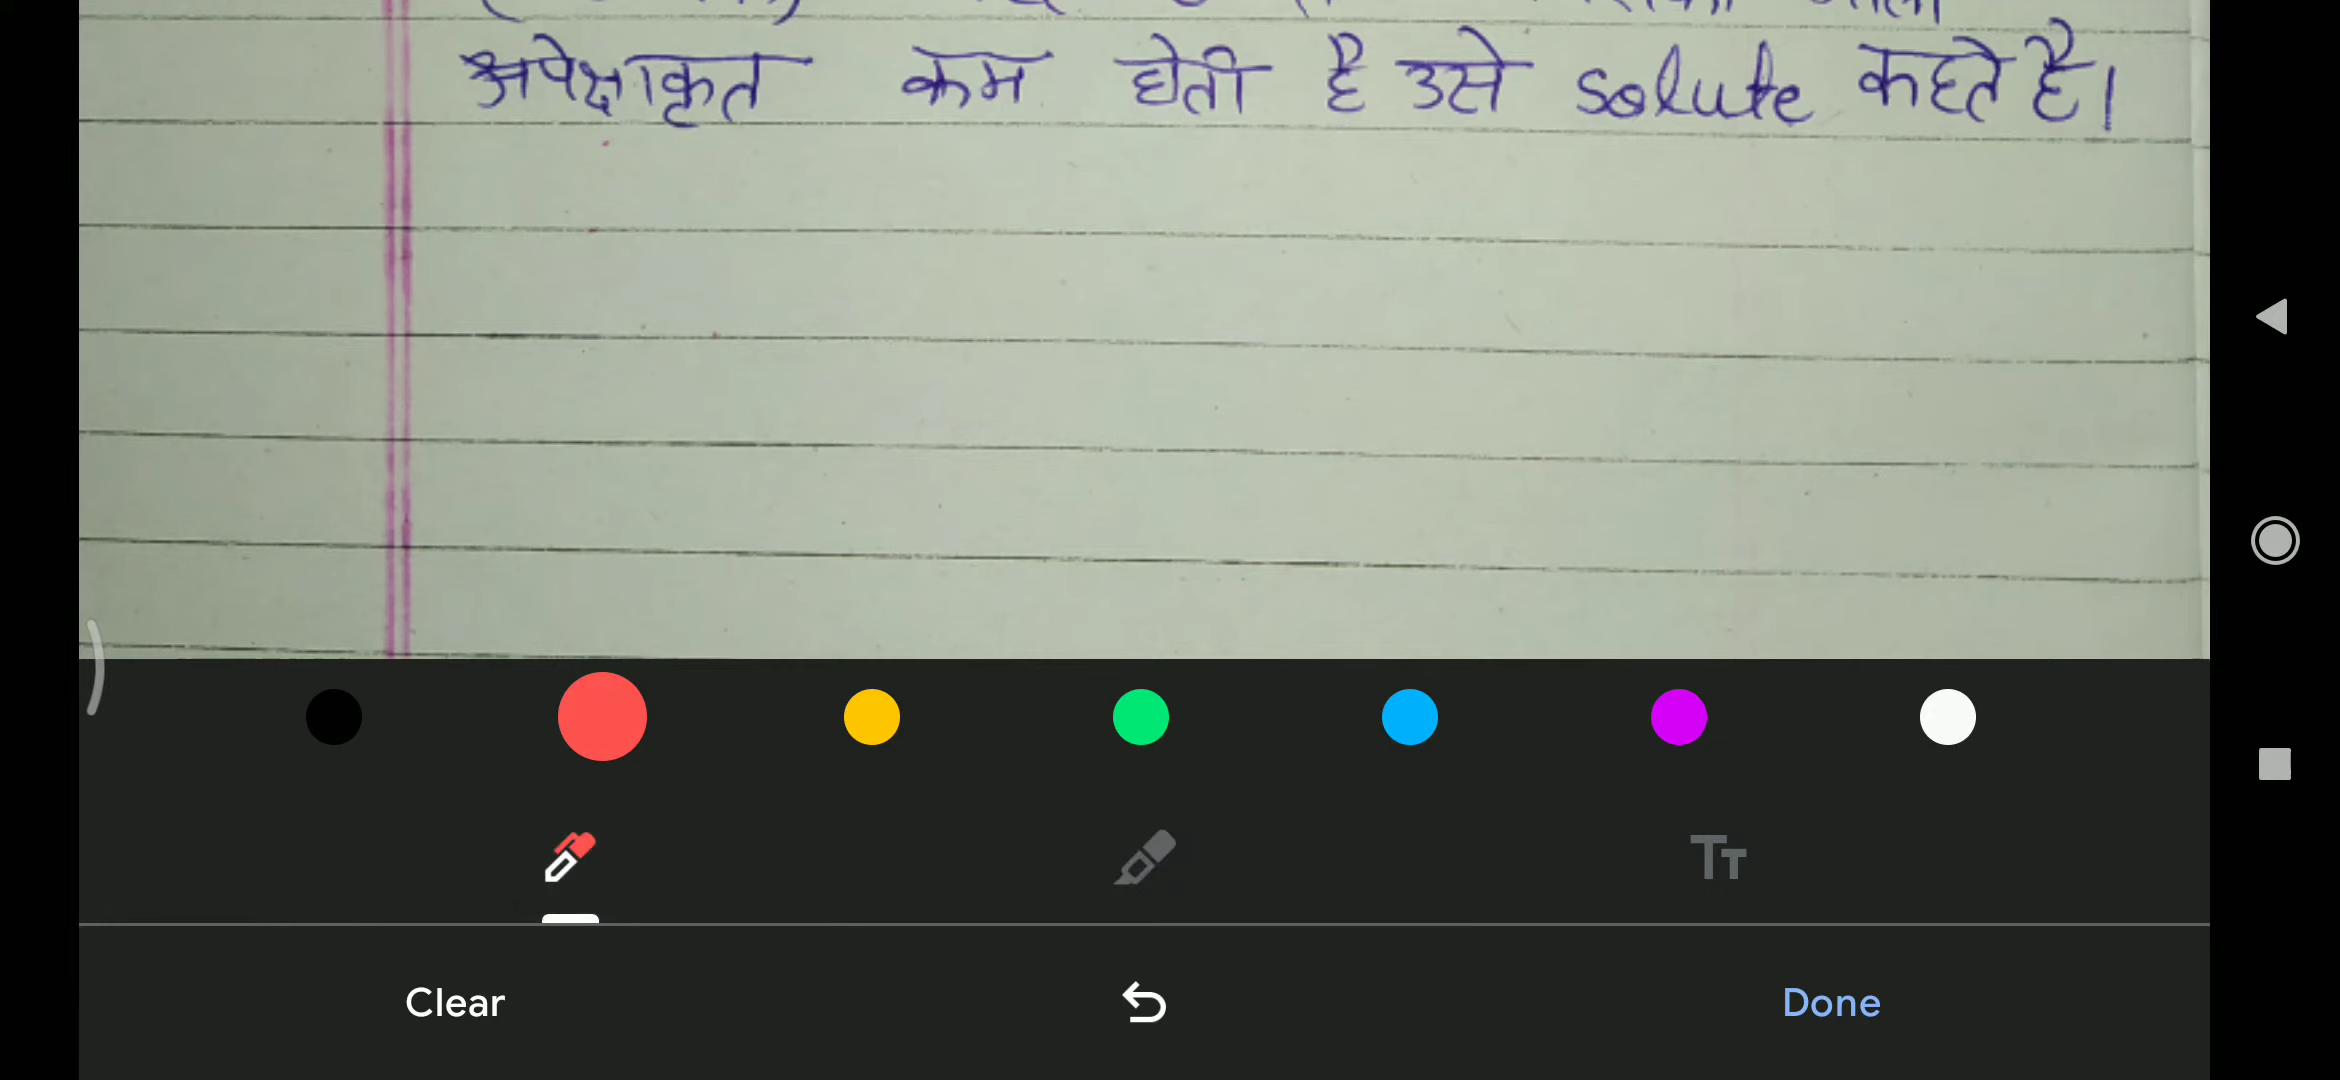 अपेक्षाकृत कम होती है उसे solute कहते है।
Clear
Done